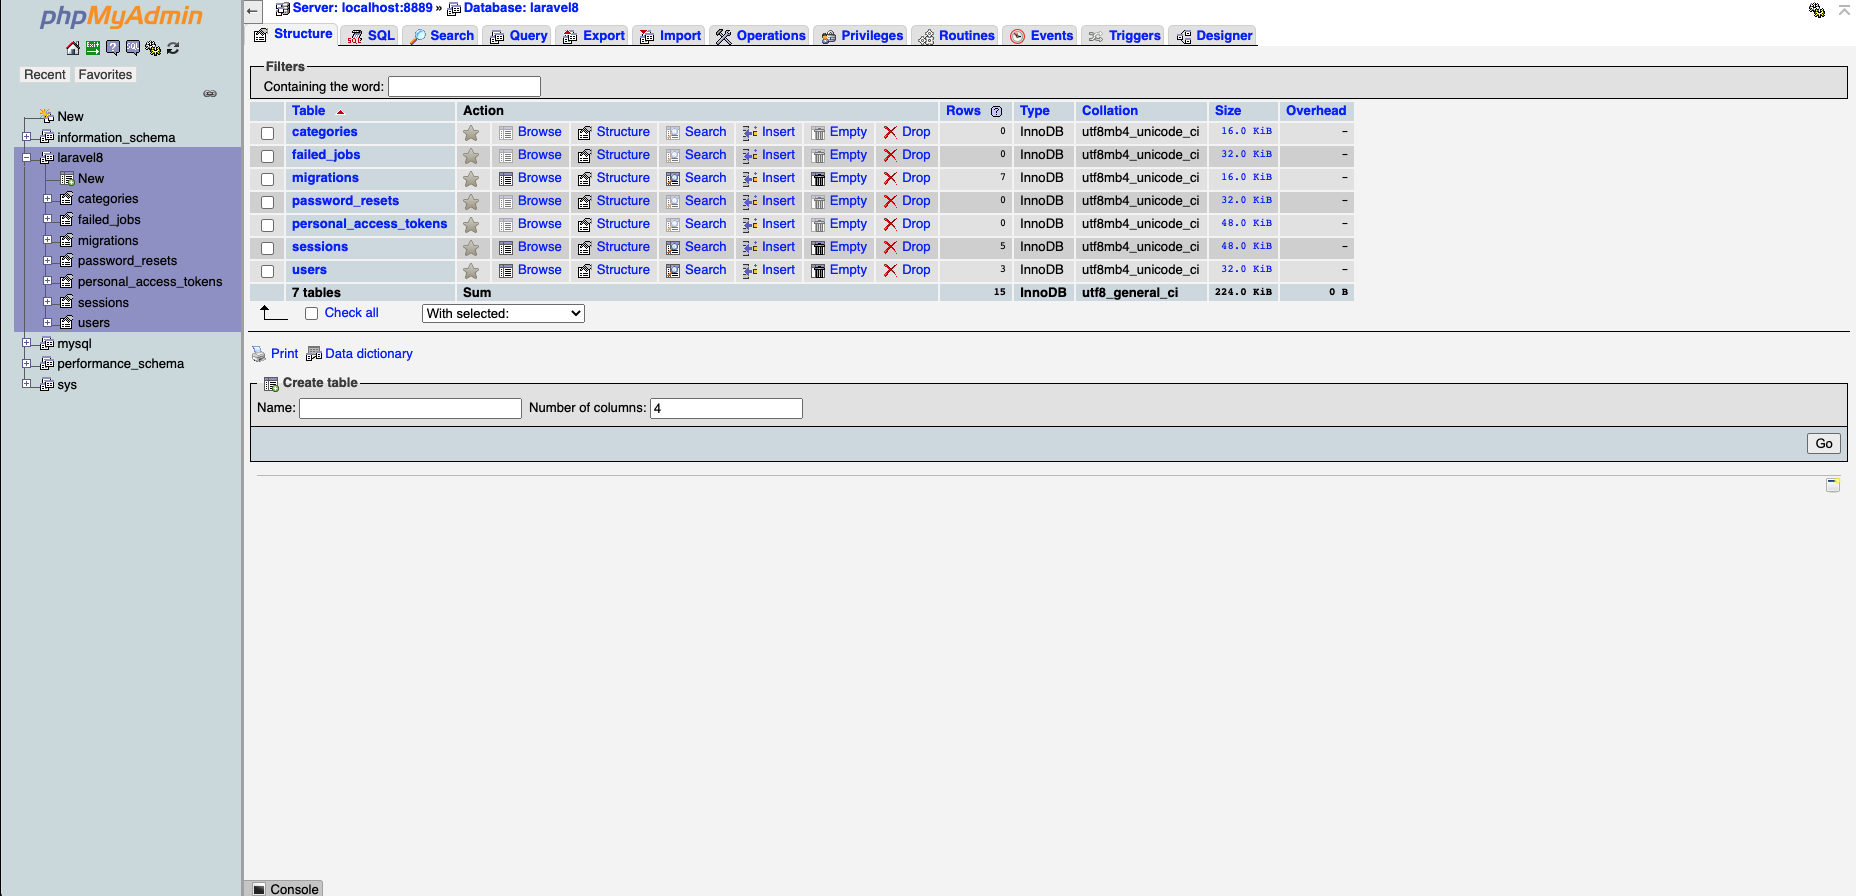 phpMyAdmin
Recent Favorites
New
information_schema
laravel8
New
categories
failed_jobs
migrations
password_resets
personal_access_tokens
sessions
users
mysql
performance_schema
sys
Server: localhost:8889 » Database: laravel8
Structure SQL Search Query Export Import Operations Privileges Routines Events Triggers Designer
Filters
Containing the word:
Table Action Rows Type Collation Size Overhead
categories Browse Structure Search Insert Empty Drop 0 InnoDB utf8mb4_unicode_ci 16.0 KiB –
failed_jobs Browse Structure Search Insert Empty Drop 0 InnoDB utf8mb4_unicode_ci 32.0 KiB –
migrations Browse Structure Search Insert Empty Drop 7 InnoDB utf8mb4_unicode_ci 16.0 KiB –
password_resets Browse Structure Search Insert Empty Drop 0 InnoDB utf8mb4_unicode_ci 32.0 KiB –
personal_access_tokens Browse Structure Search Insert Empty Drop 0 InnoDB utf8mb4_unicode_ci 48.0 KiB –
sessions Browse Structure Search Insert Empty Drop 5 InnoDB utf8mb4_unicode_ci 48.0 KiB –
users Browse Structure Search Insert Empty Drop 3 InnoDB utf8mb4_unicode_ci 32.0 KiB –
7 tables Sum 15 InnoDB utf8_general_ci 224.0 KiB 0 B
Check all With selected:
Print Data dictionary
Create table
Name: Number of columns: 4
Go
Console